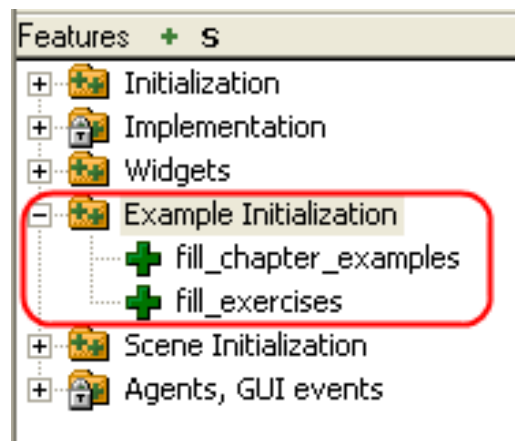 Features + S
Initialization
Implementation
Widgets
Example Initialization
fill_chapter_examples
fill_exercises
Scene Initialization
Agents, GUI events